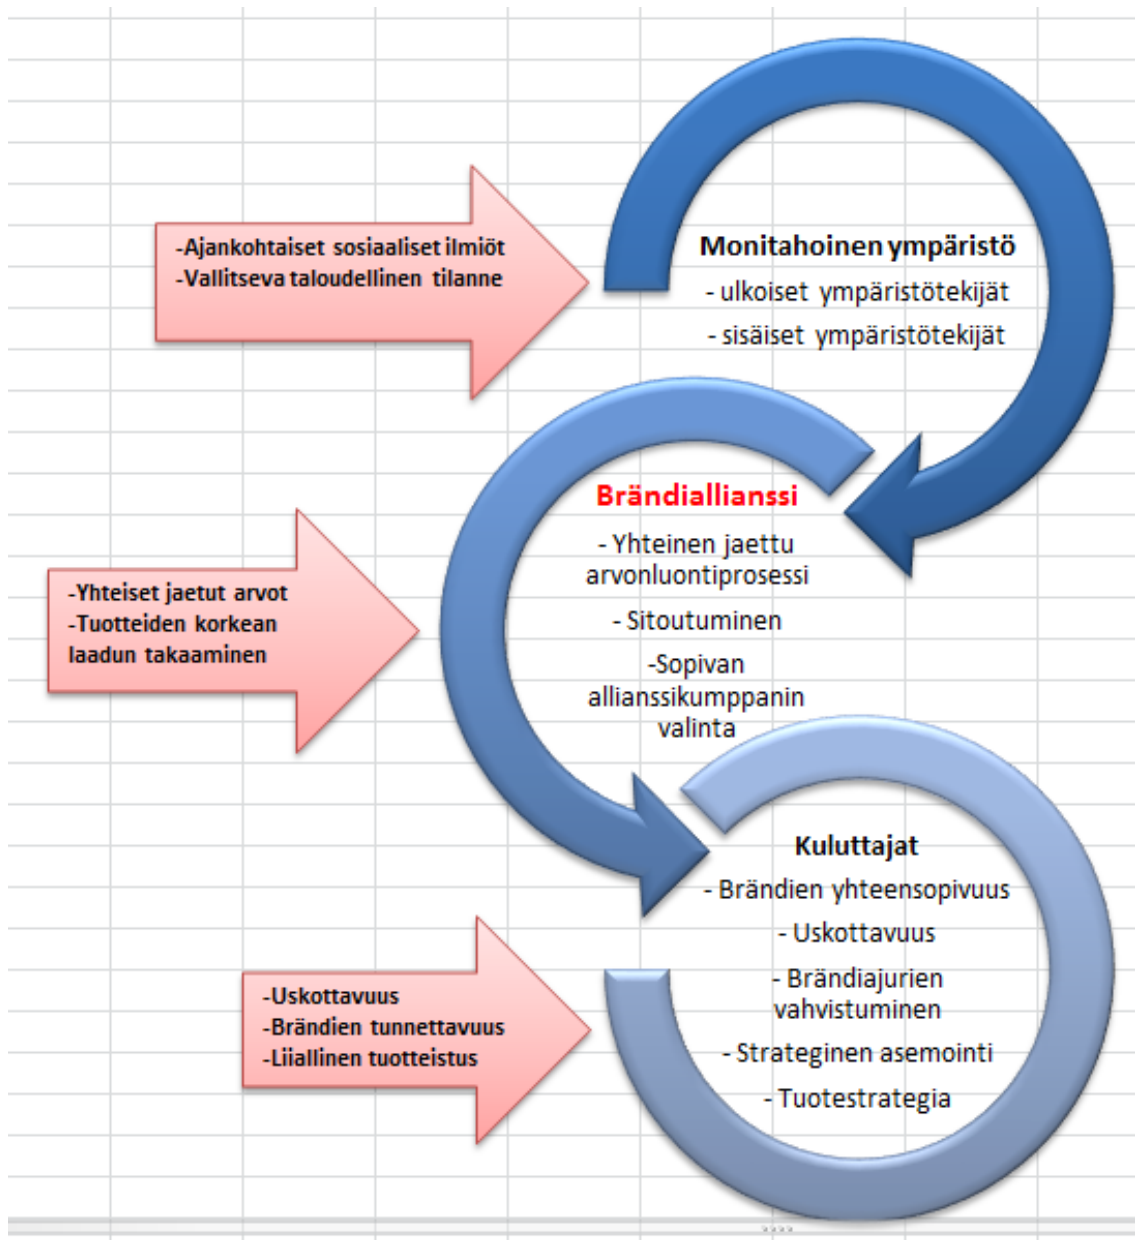 -Ajankohtaiset sosiaaliset ilmiöt
-Vallitseva taloudellinen tilanne
Monitahoinen ympäristö
- ulkoiset ympäristötekijät
- sisäiset ympäristötekijät
-Yhteiset jaetut arvot
-Tuotteiden korkean
laadun takaaminen
Brändiallianssi
- Yhteinen jaettu
arvonluontiprosessi
- Sitoutuminen
-Sopivan
allianssikumppanin
valinta
-Uskottavuus
-Brändien tunnettavuus
-Liiallinen tuotteistus
Kuluttajat
- Brändien yhteensopivuus
- Uskottavuus
- Brändiajurien
vahvistuminen
- Strateginen asemointi
- Tuotestrategia